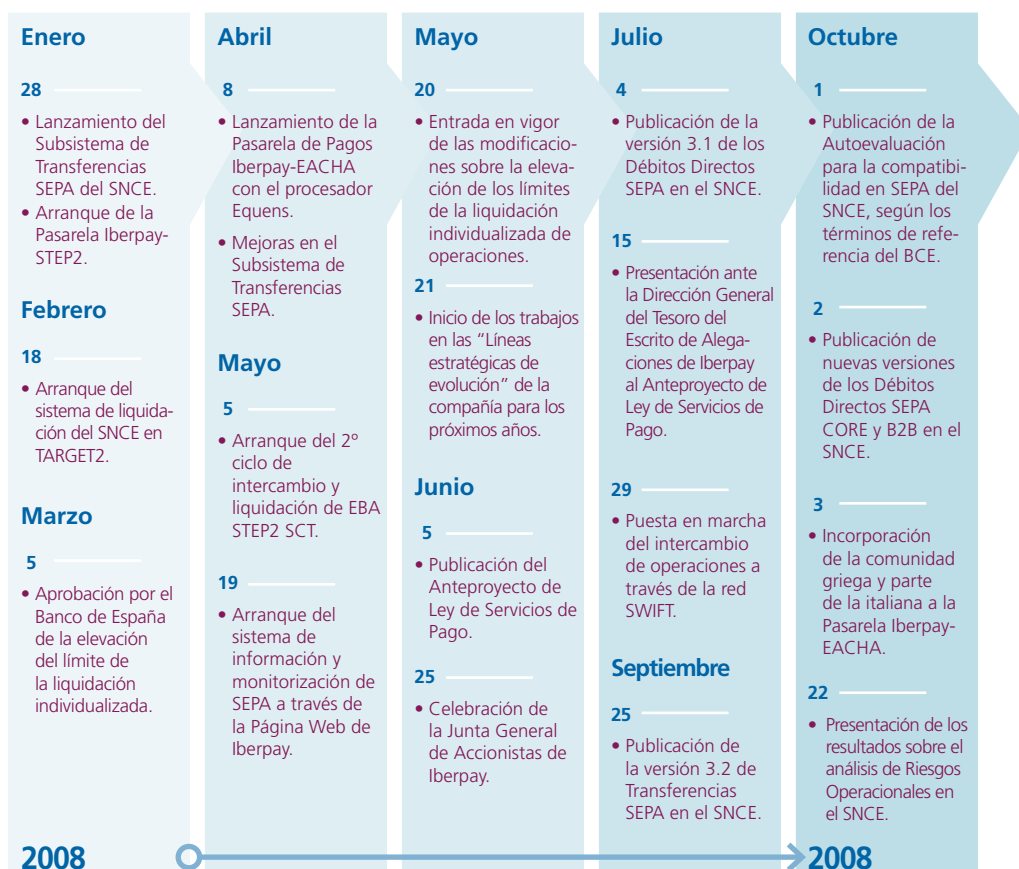 Enero
28
• Lanzamiento del
Subsistema de
Transferencias
SEPA del SNCE.
• Arranque de la
Pasarela Iberpay-
STEP2.
Febrero
18
• Arranque del
sistema de liquida-
ción del SNCE en
TARGET2.
Marzo
5
• Aprobación por el
Banco de España
de la elevación
del límite de
la liquidación
individualizada.
2008
Abril
8
• Lanzamiento de la
Pasarela de Pagos
Iberpay-EACHA
con el procesador
Equens.
• Mejoras en el
Subsistema de
Transferencias
SEPA.
Mayo
5
• Arranque del 2º
ciclo de
intercambio y
liquidación de EBA
STEP2 SCT.
19
• Arranque del
sistema de
información y
monitorización de
SEPA a través de
la Página Web de
Iberpay.
Mayo
20
• Entrada en vigor
de las modificacio-
nes sobre la eleva-
ción de los límites
de la liquidación
individualizada de
operaciones.
21
• Inicio de los trabajos
en las “Líneas
estratégicas de
evolución” de la
compañía para los
próximos años.
Junio
5
• Publicación del
Anteproyecto de
Ley de Servicios de
Pago.
25
• Celebración de
la Junta General
de Accionistas de
Iberpay.
Julio
4
• Publicación de la
versión 3.1 de los
Débitos Directos
SEPA en el SNCE.
15
• Presentación ante
la Dirección General
del Tesoro del
Escrito de Alega-
ciones de Iberpay
al Anteproyecto de
Ley de Servicios de
Pago.
29
• Puesta en marcha
del intercambio
de operaciones a
través de la red
SWIFT.
Septiembre
25
• Publicación de
la versión 3.2 de
Transferencias
SEPA en el SNCE.
Octubre
1
• Publicación de la
Autoevaluación
para la compatibi-
lidad en SEPA del
SNCE, según los
términos de refe-
rencia del BCE.
2
• Publicación de
nuevas versiones
de los Débitos
Directos SEPA
CORE y B2B en el
SNCE.
3
• Incorporación
de la comunidad
griega y parte
de la italiana a la
Pasarela Iberpay-
EACHA.
22
• Presentación de los
resultados sobre el
análisis de Riesgos
Operacionales en
el SNCE.
2008